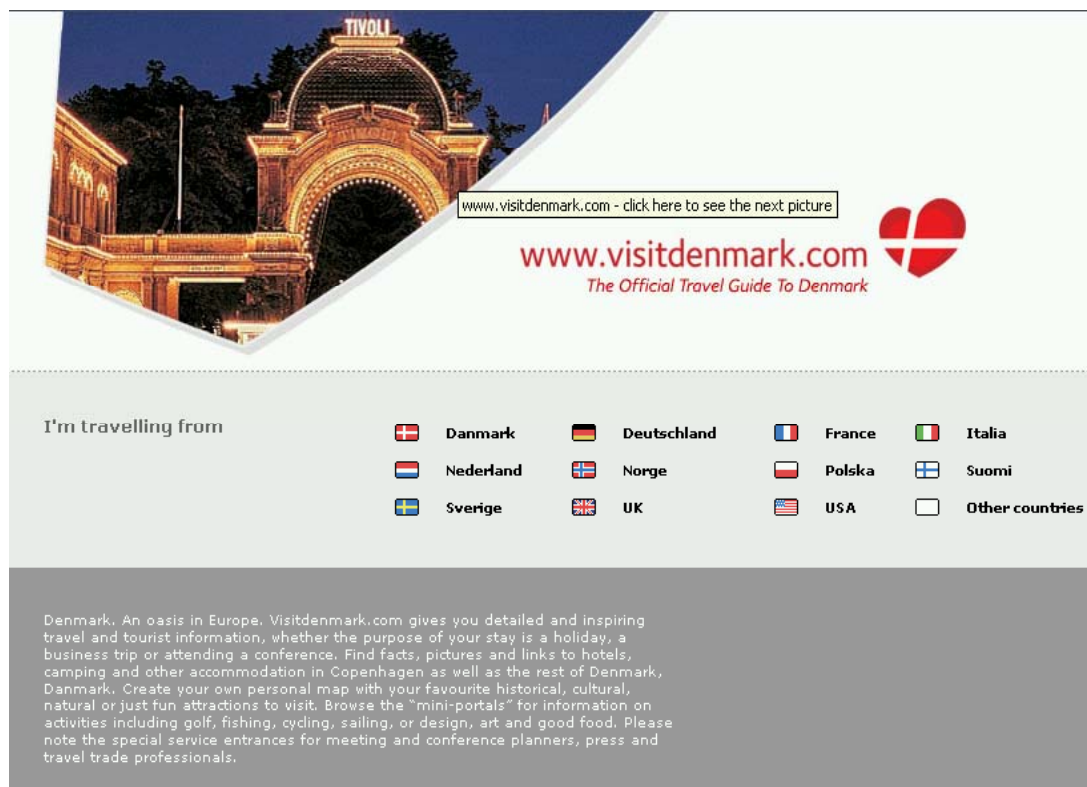 TIVOLI
www.visitdenmark.com - click here to see the next picture
www.visitdenmark.com
The Official Travel Guide To Denmark
I'm travelling from
Danmark Deutschland France Italia
Nederland Norge Polska Suomi
Sverige UK USA Other countries
Denmark. An oasis in Europe. Visitdenmark.com gives you detailed and inspiring
travel and tourist information, whether the purpose of your stay is a holiday, a
business trip or attending a conference. Find facts, pictures and links to hotels,
camping and other accommodation in Copenhagen as well as the rest of Denmark,
Danmark. Create your own personal map with your favourite historical, cultural,
natural or just fun attractions to visit. Browse the “mini-portals” for information on
activities including golf, fishing, cycling, sailing, or design, art and good food. Please
note the special service entrances for meeting and conference planners, press and
travel trade professionals.